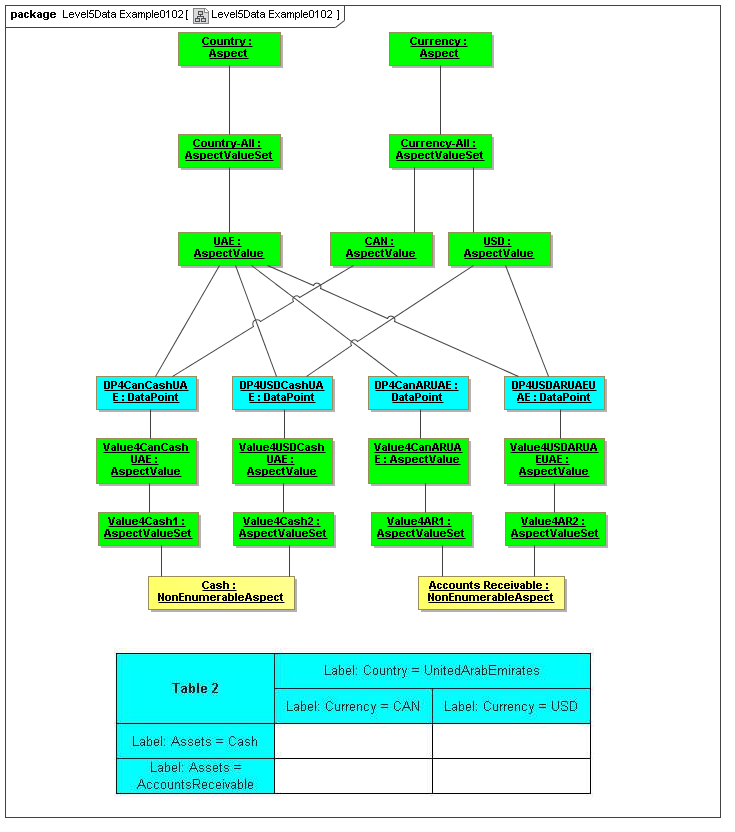 package Level5Data Example0102[ Level5Data Example0102 ]
Country :
Aspect
Currency :
Aspect
Country-All :
AspectValueSet
Currency-All :
AspectValueSet
UAE :
AspectValue
CAN :
AspectValue
USD :
AspectValue
DP4CanCashUA
E : DataPoint
DP4USDCashUA
E : DataPoint
DP4CanARUAE :
DataPoint
DP4USDARUAEU
AE : DataPoint
Value4CanCash
UAE :
AspectValue
Value4USDCash
UAE :
AspectValue
Value4CanARUA
E : AspectValue
Value4USDARUA
EUAE :
AspectValue
Value4Cash1 :
AspectValueSet
Value4Cash2 :
AspectValueSet
Value4AR1 :
AspectValueSet
Value4AR2 :
AspectValueSet
Cash :
NonEnumerableAspect
Accounts Receivable :
NonEnumerableAspect
Table 2
Label: Country = UnitedArabEmirates
Label: Currency = CAN
Label: Currency = USD
Label: Assets = Cash
Label: Assets =
AccountsReceivable